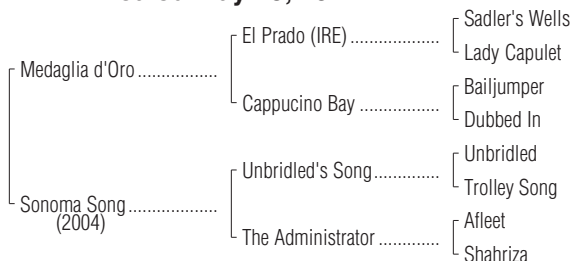 Sadler's Wells
El Prado (IRE) ....................
Lady Capulet
Medaglia d'Oro .................
Bailjumper
Cappucino Bay ..................
Dubbed In
Unbridled
Unbridled's Song ...............
Trolley Song
Sonoma Song ...................
(2004)
Afleet
The Administrator .............
Shahriza